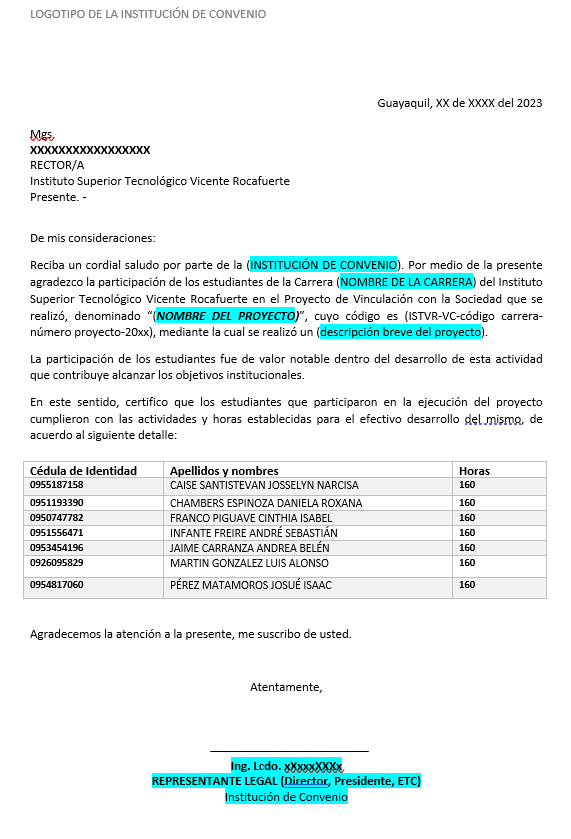 LOGOTIPO DE LA INSTITUCIÓN DE CONVENIO
Guayaquil, XX de XXXX del 2023
Mgs.
XXXXXXXXXXXXXXXXX
RECTOR/A
Instituto Superior Tecnológico Vicente Rocafuerte
Presente. -
De mis consideraciones:
Reciba un cordial saludo por parte de la (INSTITUCIÓN DE CONVENIO). Por medio de la presente
agradezco la participación de los estudiantes de la Carrera (NOMBRE DE LA CARRERA) del Instituto
Superior Tecnológico Vicente Rocafuerte en el Proyecto de Vinculación con la Sociedad que se
realizó, denominado “(NOMBRE DEL PROYECTO)”, cuyo código es (ISTVR-VC-código carrera-
número proyecto-20xx), mediante la cual se realizó un (descripción breve del proyecto).
La participación de los estudiantes fue de valor notable dentro del desarrollo de esta actividad
que contribuye alcanzar los objetivos institucionales.
En este sentido, certifico que los estudiantes que participaron en la ejecución del proyecto
cumplieron con las actividades y horas establecidas para el efectivo desarrollo del mismo, de
acuerdo al siguiente detalle:
Cédula de Identidad Apellidos y nombres Horas
0955187158 CAISE SANTISTEVAN JOSSELYN NARCISA 160
0951193390 CHAMBERS ESPINOZA DANIELA ROXANA 160
0950747782 FRANCO PIGUAVE CINTHIA ISABEL 160
0951556471 INFANTE FREIRE ANDRÉ SEBASTIÁN 160
0953454196 JAIME CARRANZA ANDREA BELÉN 160
0926095829 MARTIN GONZALEZ LUIS ALONSO 160
0954817060 PÉREZ MATAMOROS JOSUÉ ISAAC 160
Agradecemos la atención a la presente, me suscribo de usted.
Atentamente,
Ing. Lcdo. xXxxxXXXx
REPRESENTANTE LEGAL (Director, Presidente, ETC)
Institución de Convenio